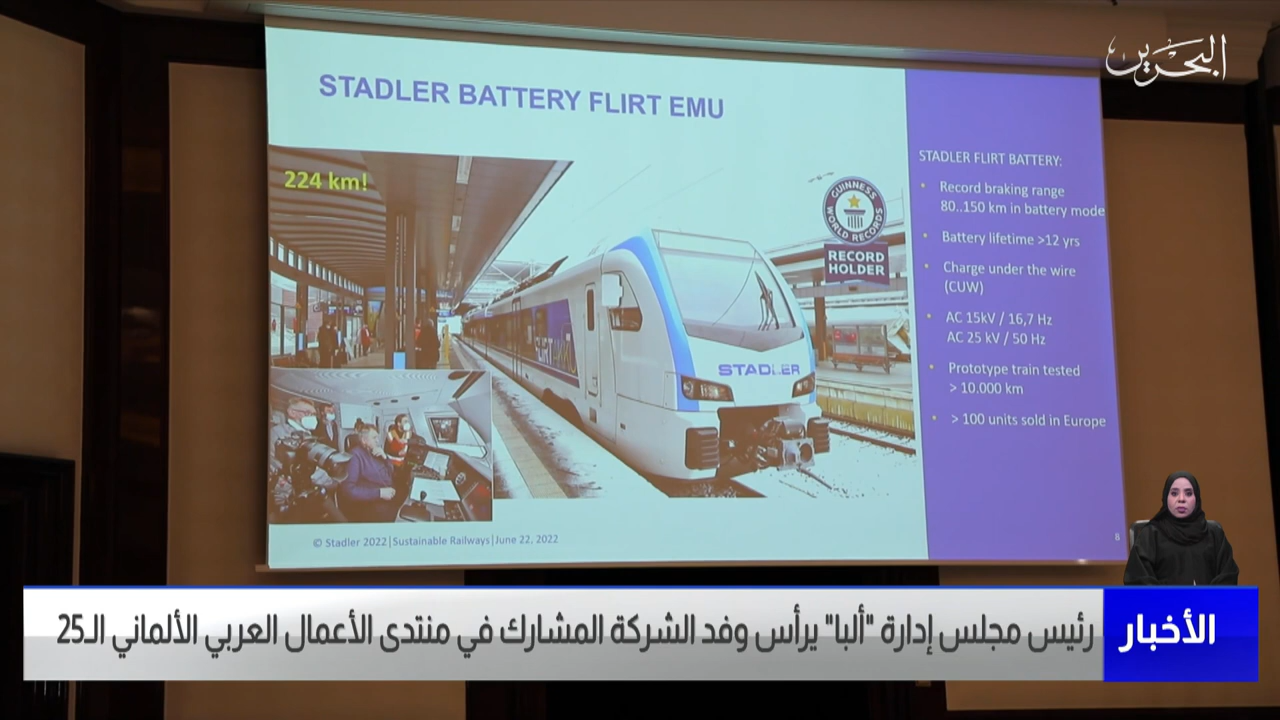 البحرين
STADLER BATTERY FLIRT EMU
224 km!
GUINNESS
WORLD RECORDS
RECORD
HOLDER
STADLER
STADLER FLIRT BATTERY:
• Record braking range
80..150 km in battery mode
• Battery lifetime >12 yrs
• Charge under the wire
(CUW)
• AC 15kV / 16,7 Hz
AC 25 kV / 50 Hz
• Prototype train tested
> 10.000 km
• > 100 units sold in Europe
© Stadler 2022|Sustainable Railways|June 22, 2022
8
الأخبار
رئيس مجلس إدارة "ألبا" يرأس وفد الشركة المشارك في منتدى الأعمال العربي الألماني الـ25